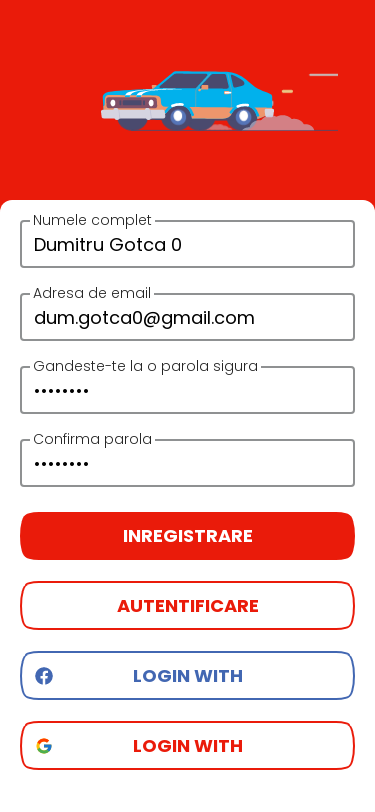 Numele complet
Dumitru Gotca 0
Adresa de email
dum.gotca0@gmail.com
Gandeste-te la o parola sigura
••••••••
Confirma parola
••••••••
INREGISTRARE
AUTENTIFICARE
LOGIN WITH
LOGIN WITH